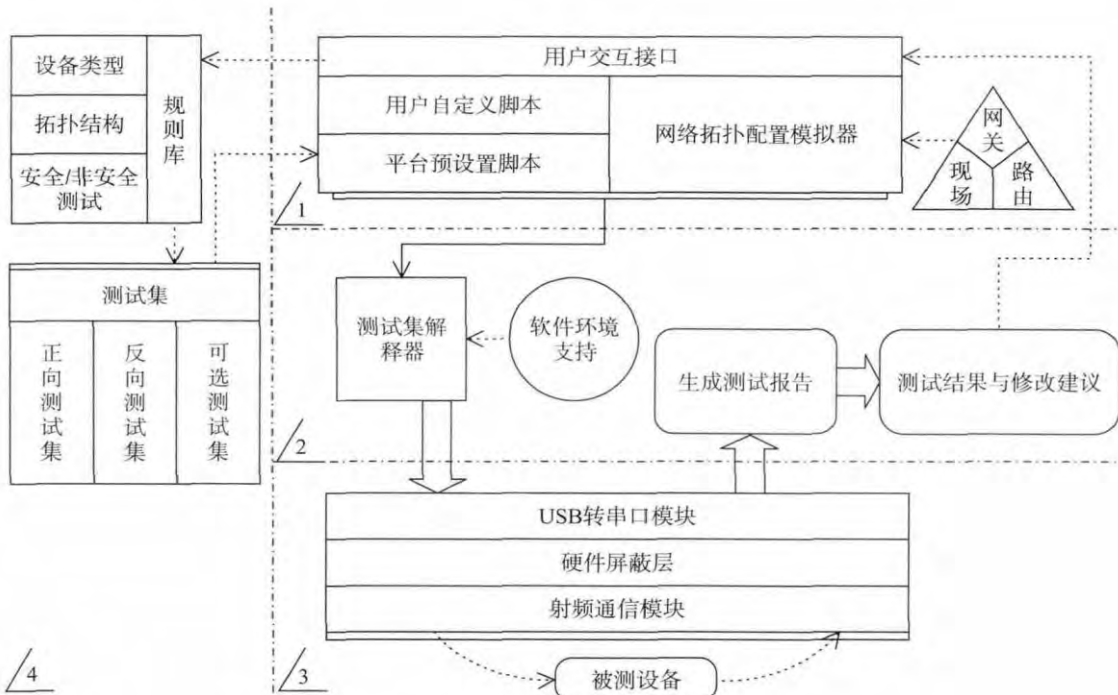 设备类型
拓扑结构
安全/非安全
测试
规则库
用户交互接口
用户自定义脚本
平台预设置脚本
网络拓扑配置模拟器
网关
现场
路由
1
测试集
正向测试集
反向测试集
可选测试集
测试集解
释器
软件环境
支持
生成测试报告
测试结果与修改建议
2
USB转串口模块
硬件屏蔽层
射频通信模块
被测设备
3
4